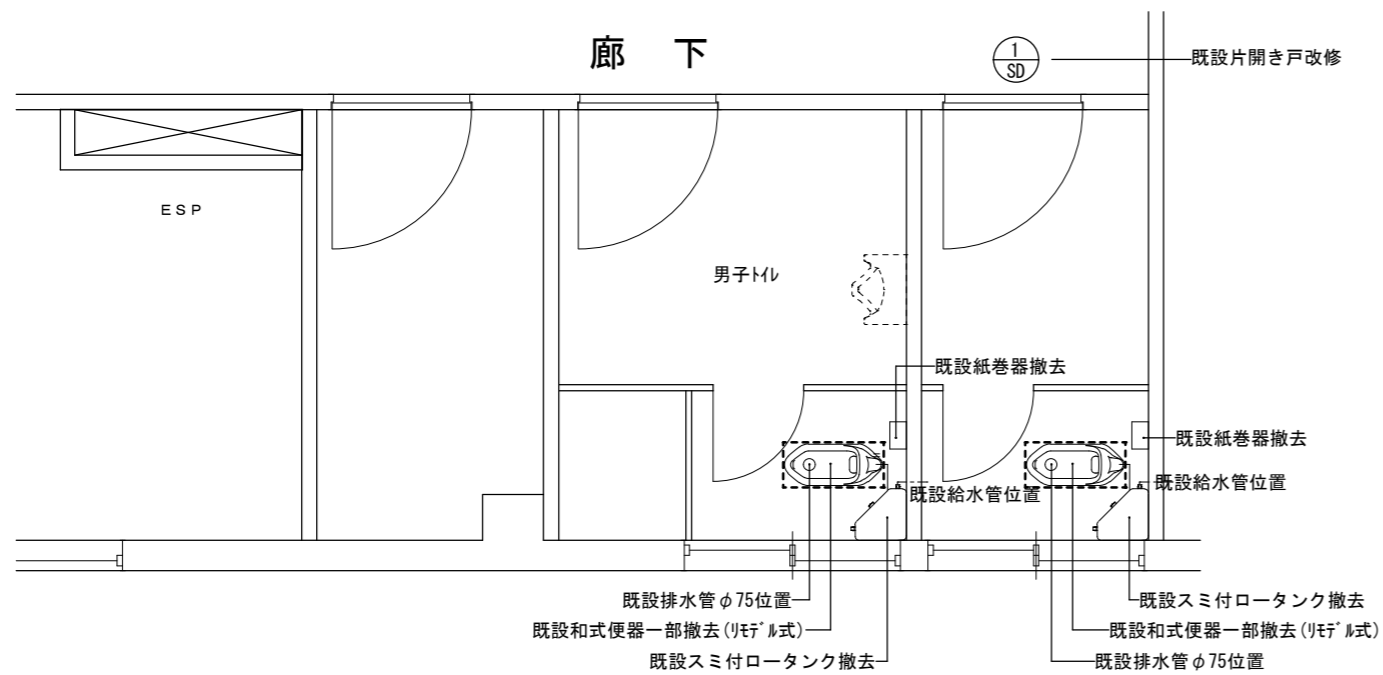 廊 下
1
SD
既設片開き戸改修
ESP
男子ﾄｲﾚ
既設紙巻器撤去
既設紙巻器撤去
既設給水管位置
既設給水管位置
既設排水管φ75位置
既設和式便器一部撤去(ﾘﾓﾃﾞﾙ式)
既設スミ付ロータンク撤去
既設スミ付ロータンク撤去
既設和式便器一部撤去(ﾘﾓﾃﾞﾙ式)
既設排水管φ75位置